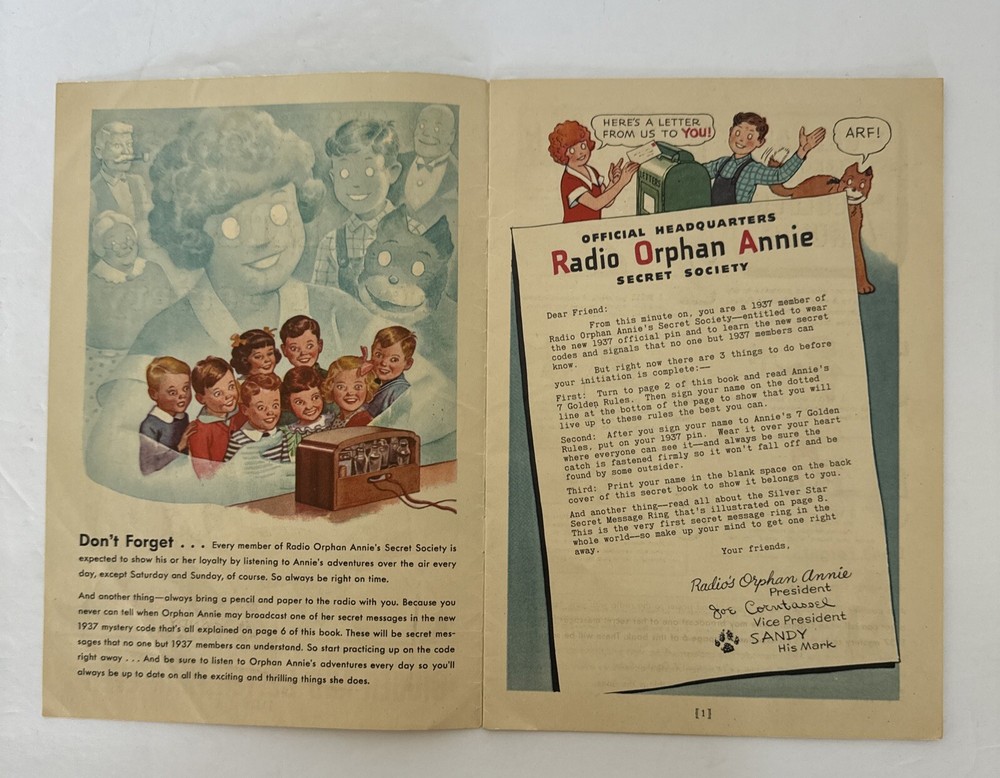 Don't Forget . . . Every member of Radio Orphan Annie's Secret Society is
expected to show his or her loyalty by listening to Annie's adventures over the air every
day, except Saturday and Sunday, of course. So always be right on time.
And another thing—always bring a pencil and paper to the radio with you. Because you
never can tell when Orphan Annie may broadcast one of her secret messages in the new
1937 mystery code that's all explained on page 6 of this book. These will be secret mes-
sages that no one but 1937 members can understand. So start practicing up on the code
right away . . . And be sure to listen to Orphan Annie's adventures every day so you'll
always be up to date on all the exciting and thrilling things she does.
HERE'S A LETTER
FROM US TO YOU!
ARF!
LETTERS
OFFICIAL HEADQUARTERS
Radio Orphan Annie
SECRET SOCIETY
Dear Friend:
From this minute on, you are a 1937 member of
Radio Orphan Annie's Secret Society—entitled to wear
the new 1937 official pin and to learn the new secret
codes and signals that no one but 1937 members can
know.
But right now there are 3 things to do before
your initiation is complete:—
First: Turn to page 2 of this book and read Annie's
7 Golden Rules. Then sign your name on the dotted
line at the bottom of the page to show that you will
live up to these rules the best you can.
Second: After you sign your name to Annie's 7 Golden
Rules, put on your 1937 pin. Wear it over your heart
where everyone can see it—and always be sure the
catch is fastened firmly so it won't fall off and be
found by some outsider.
Third: Print your name in the blank space on the back
cover of this secret book to show it belongs to you.
And another thing—read all about the Silver Star
Secret Message Ring that's illustrated on page 8.
This is the very first secret message ring in the
whole world—so make up your mind to get one right
away.
Your friends,
Radio's Orphan Annie
President
Joe Corntassel
Vice President
SANDY
His Mark
[1]